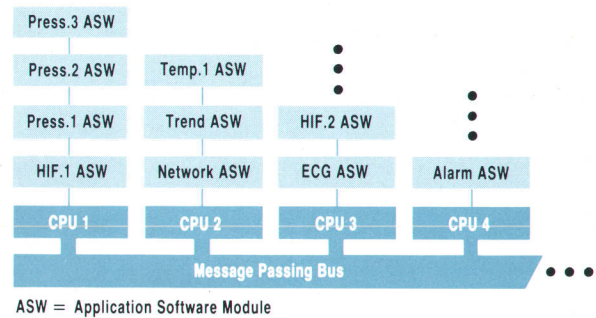 Press.3 ASW
Press.2 ASW Temp.1 ASW
Press.1 ASW Trend ASW HIF.2 ASW
HIF.1 ASW Network ASW ECG ASW Alarm ASW
CPU 1 CPU 2 CPU 3 CPU 4
Message Passing Bus
ASW = Application Software Module